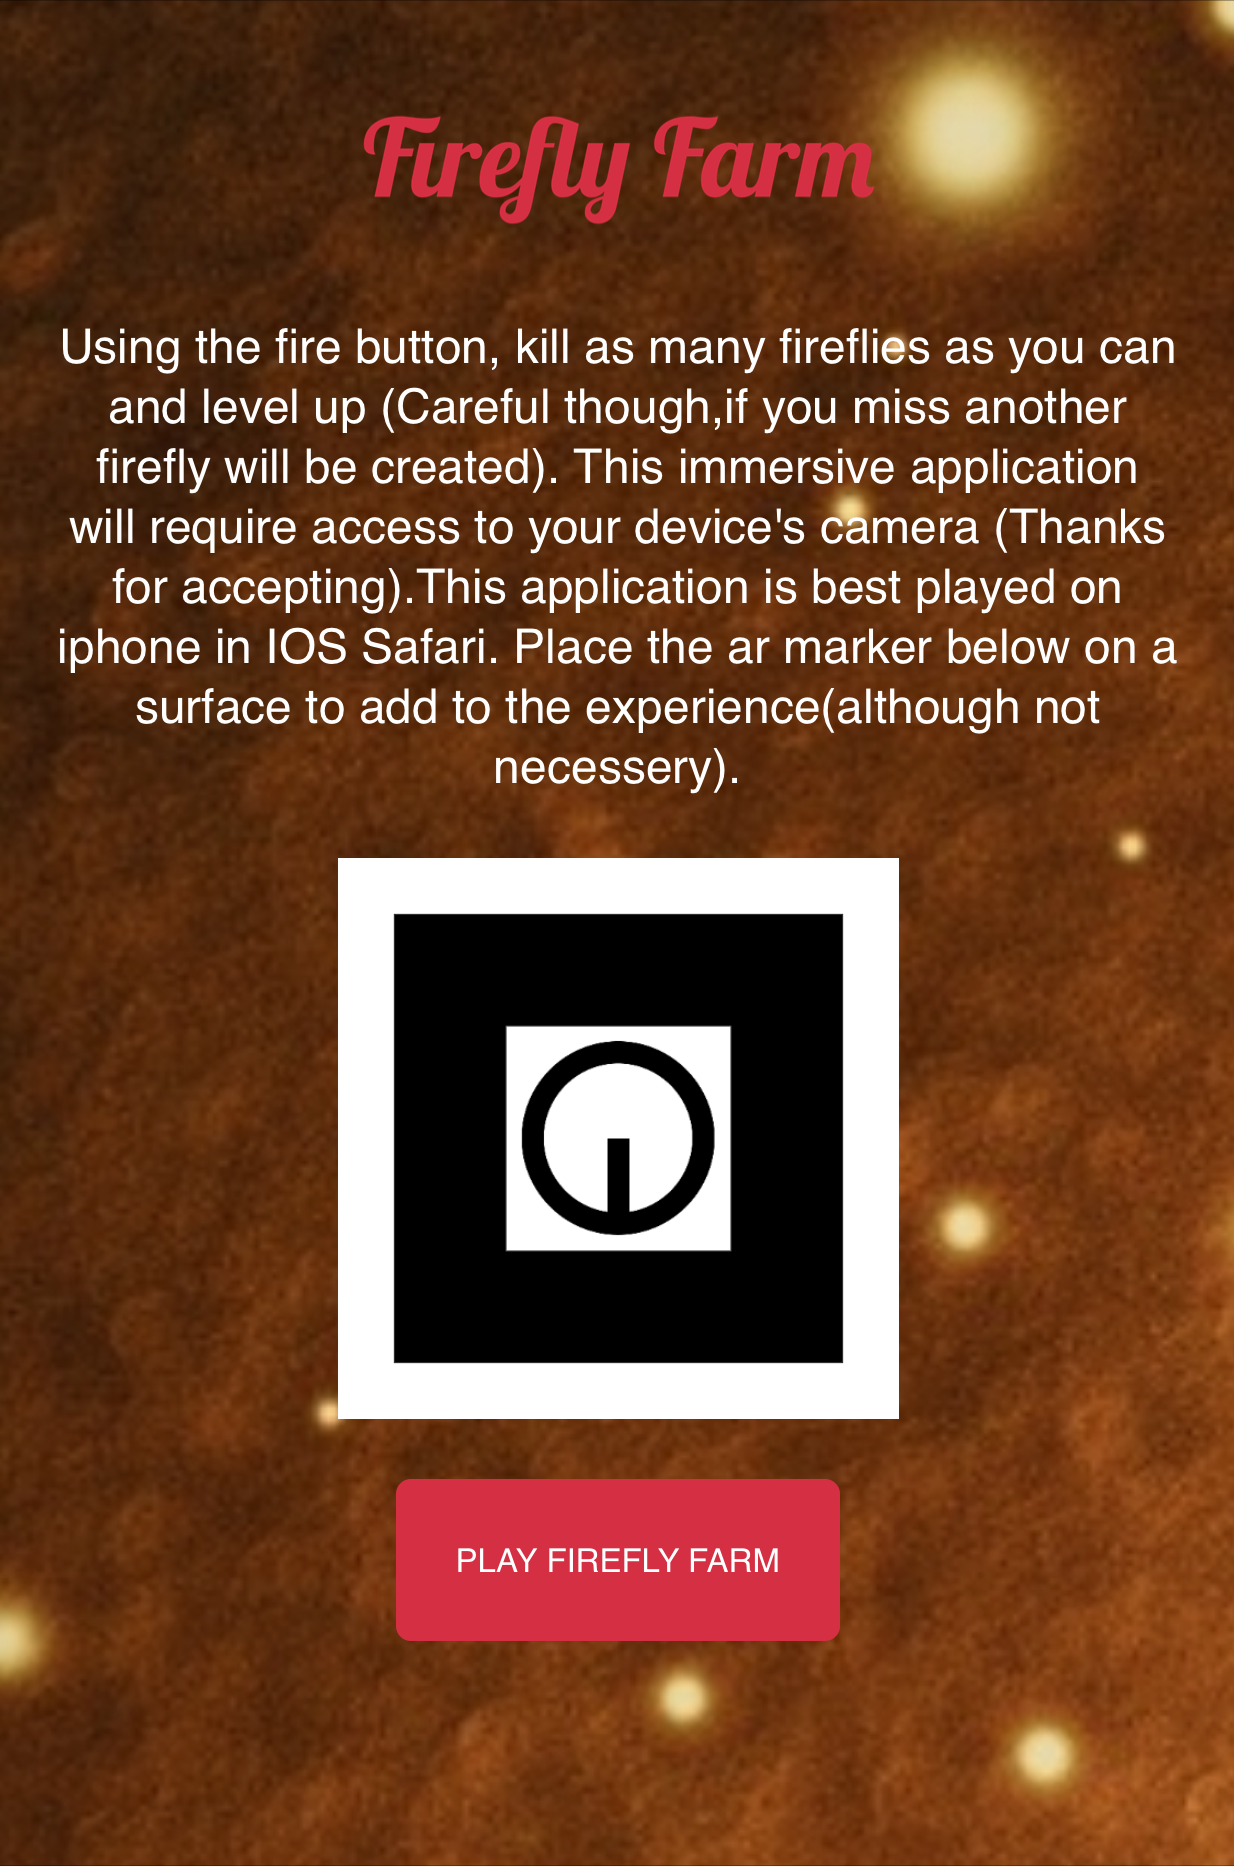 Firefly Farm
Using the fire button, kill as many fireflies as you can
and level up (Careful though,if you miss another
firefly will be created). This immersive application
will require access to your device's camera (Thanks
for accepting).This application is best played on
iphone in IOS Safari. Place the ar marker below on a
surface to add to the experience(although not
necessery).
PLAY FIREFLY FARM